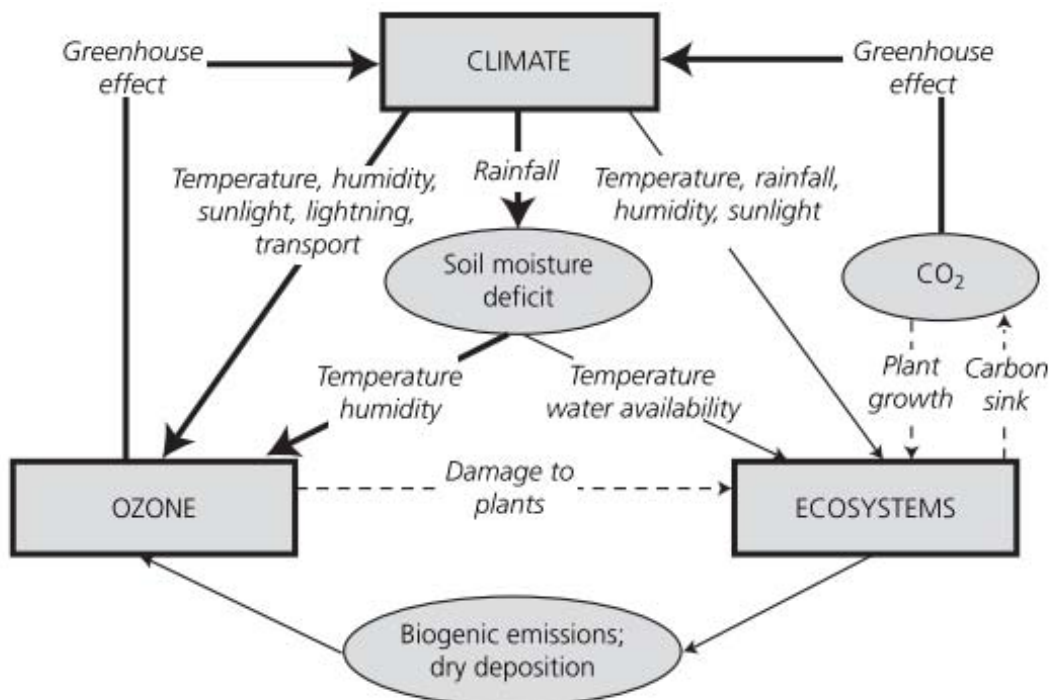 Greenhouse
effect
CLIMATE
Greenhouse
effect
Temperature, humidity,
sunlight, lightning,
transport
Rainfall
Temperature, rainfall,
humidity, sunlight
Soil moisture
deficit
CO₂
Temperature
humidity
Temperature
water availability
Plant
growth
Carbon
sink
OZONE
Damage to
plants
ECOSYSTEMS
Biogenic emissions;
dry deposition